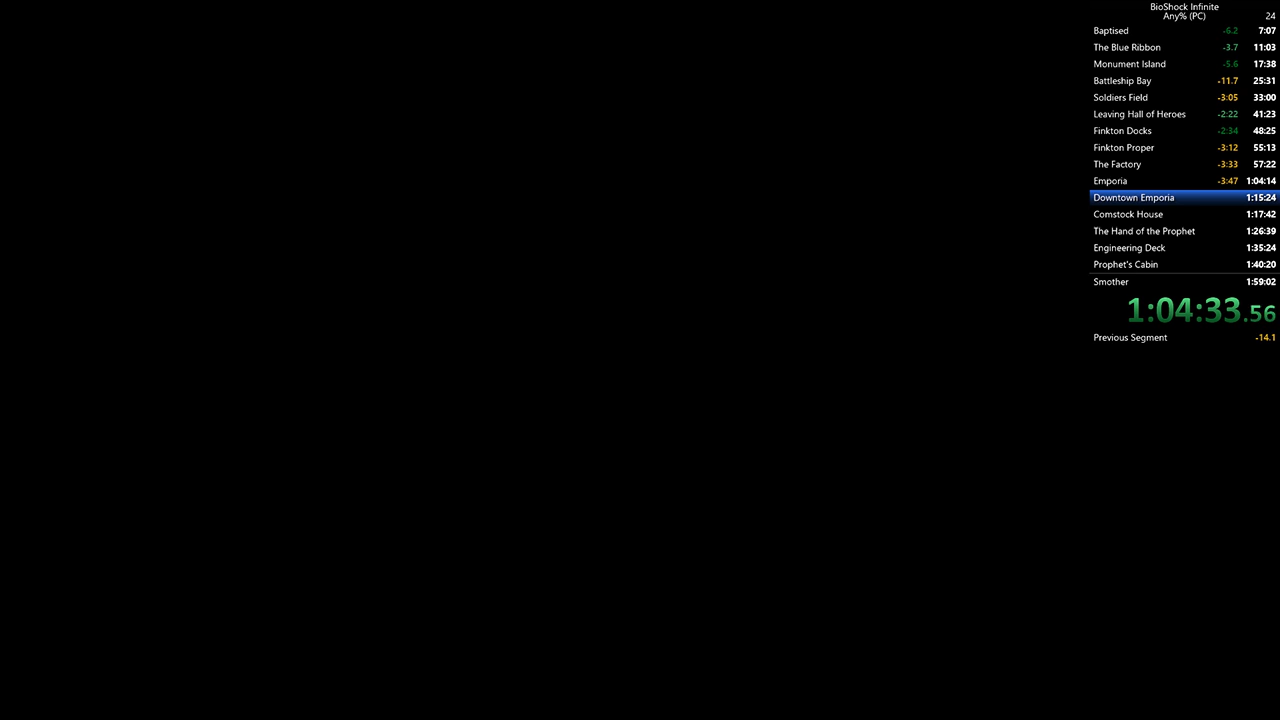 BioShock Infinite
Any% (PC) 24
Baptised -6.2 7:07
The Blue Ribbon -3.7 11:03
Monument Island -5.6 17:38
Battleship Bay -11.7 25:31
Soldiers Field -3:05 33:00
Leaving Hall of Heroes -2:22 41:23
Finkton Docks -2:34 48:25
Finkton Proper -3:12 55:13
The Factory -3:33 57:22
Emporia -3:47 1:04:14
Downtown Emporia 1:15:24
Comstock House 1:17:42
The Hand of the Prophet 1:26:39
Engineering Deck 1:35:24
Prophet's Cabin 1:40:20
Smother 1:59:02
1:04:33.56
Previous Segment -14.1